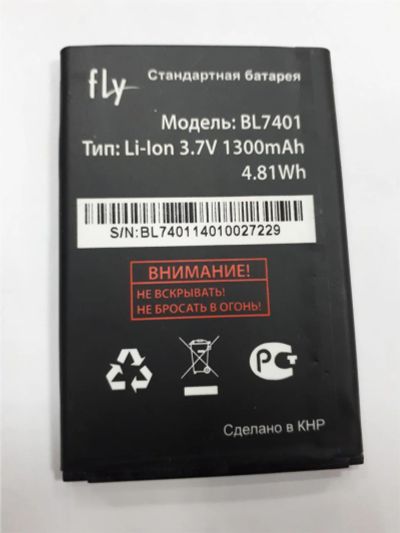 fly
Стандартная батарея
Модель: BL7401
Тип: Li-Ion 3.7V 1300mAh
4.81Wh
S/N:BL740114010027229
ВНИМАНИЕ!
НЕ ВСКРЫВАТЬ!
НЕ БРОСАТЬ В ОГОНЬ!
Сделано в КНР